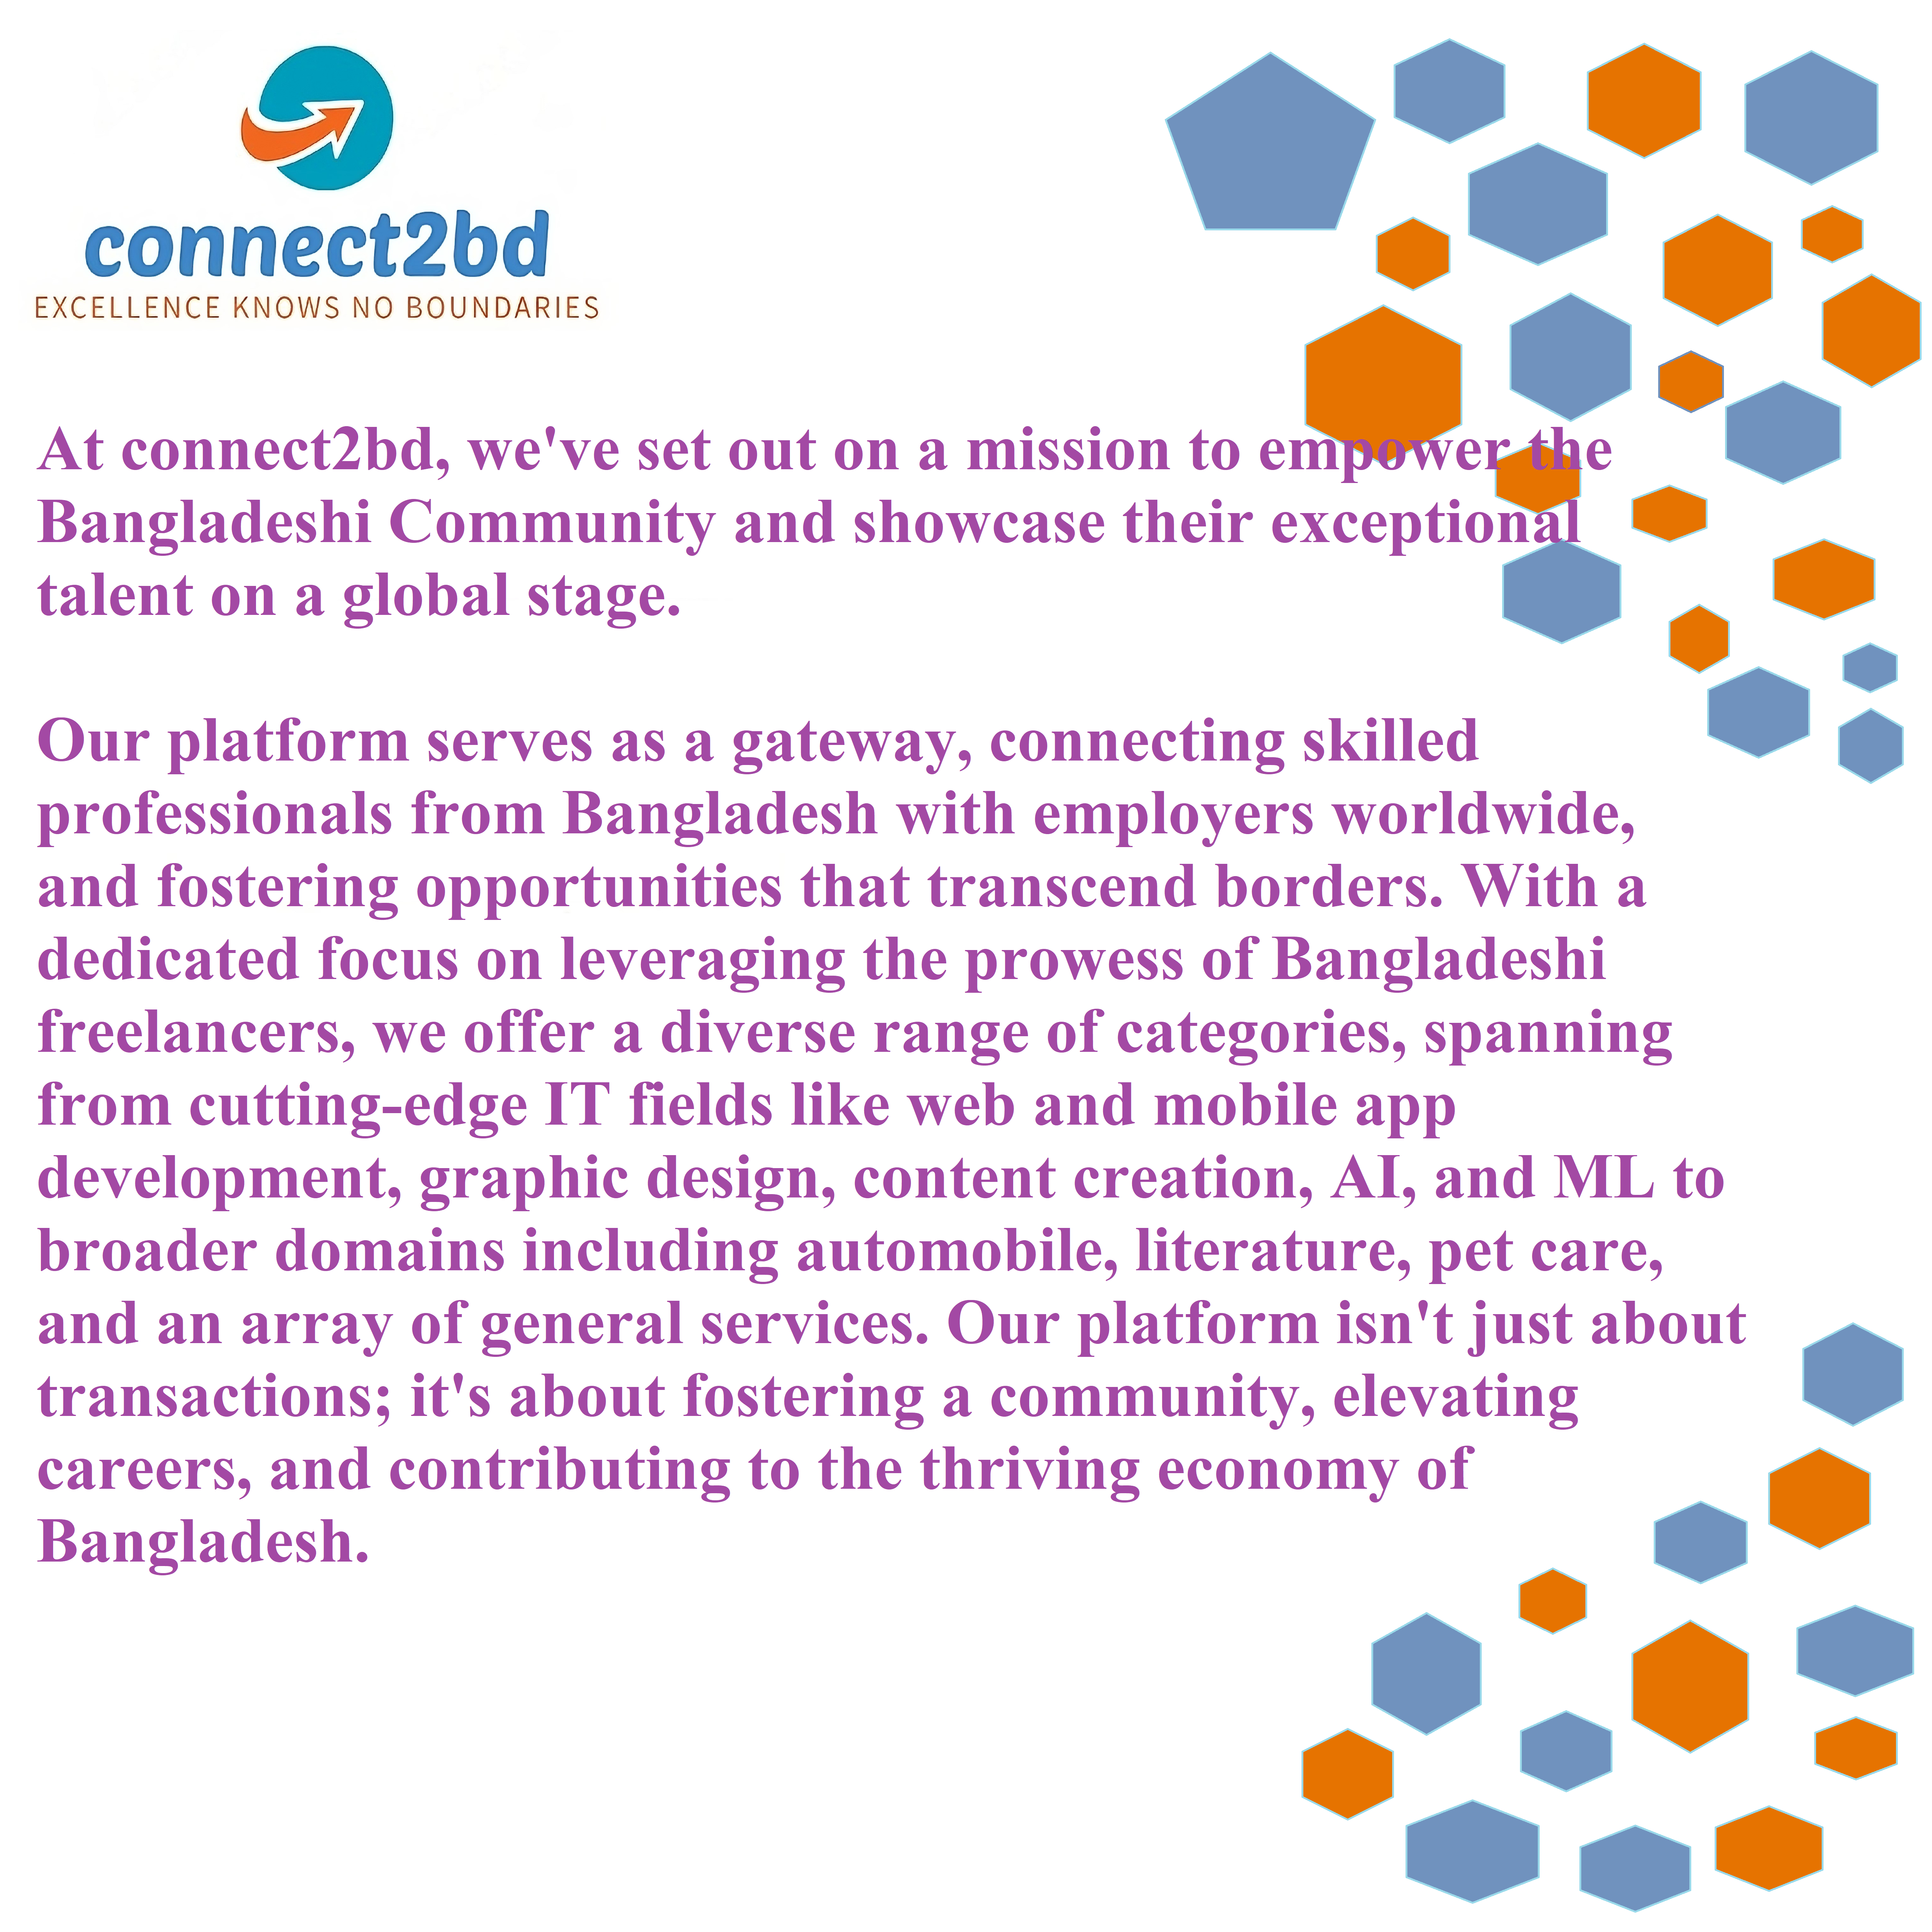 connect2bd
EXCELLENCE KNOWS NO BOUNDARIES
At connect2bd, we've set out on a mission to empower the
Bangladeshi Community and showcase their exceptional
talent on a global stage.
Our platform serves as a gateway, connecting skilled
professionals from Bangladesh with employers worldwide,
and fostering opportunities that transcend borders. With a
dedicated focus on leveraging the prowess of Bangladeshi
freelancers, we offer a diverse range of categories, spanning
from cutting-edge IT fields like web and mobile app
development, graphic design, content creation, AI, and ML to
broader domains including automobile, literature, pet care,
and an array of general services. Our platform isn't just about
transactions; it's about fostering a community, elevating
careers, and contributing to the thriving economy of
Bangladesh.